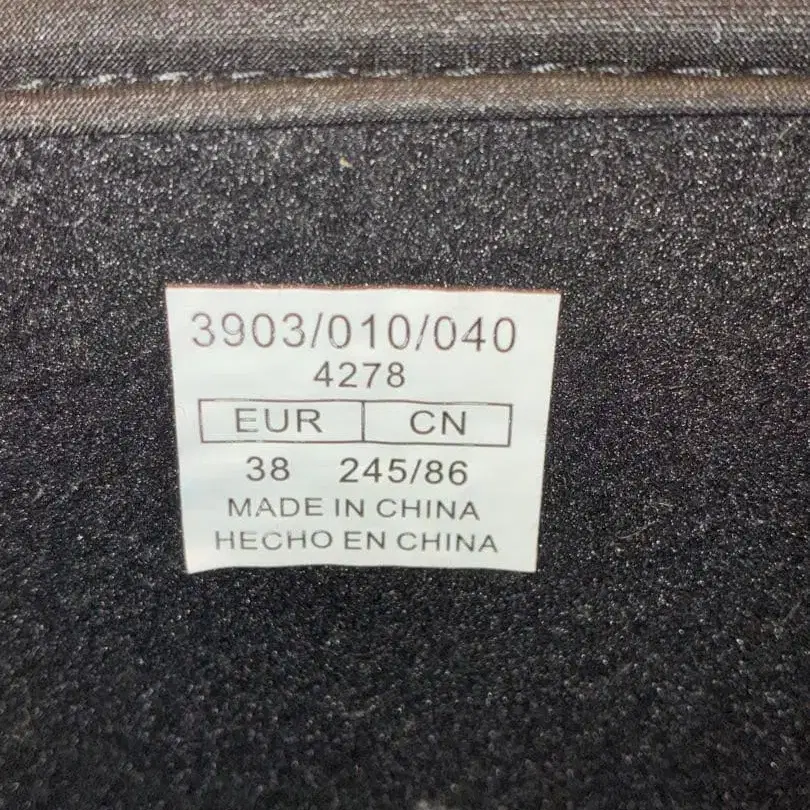 3903/010/040
4278
EUR CN
38 245/86
MADE IN CHINA
HECHO EN CHINA